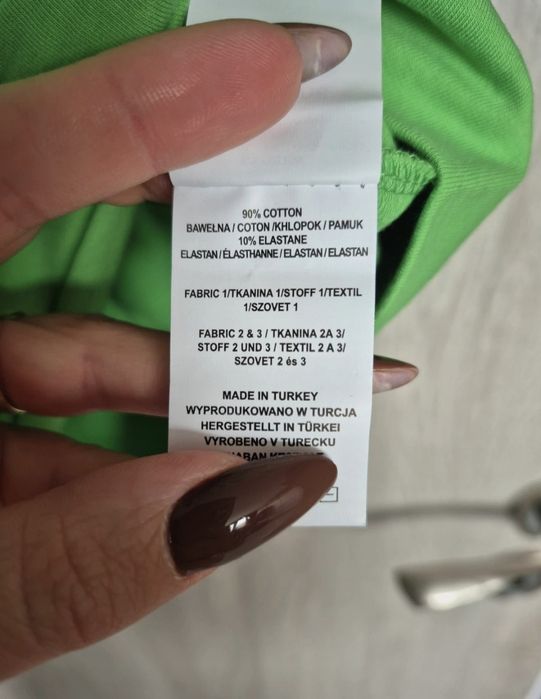 90% COTTON
BAWEŁNA / COTON /KHLOPOK / PAMUK
10% ELASTANE
ELASTAN / ÉLASTHANNE / ELASTAN / ELASTAN
FABRIC 1/TKANINA 1/STOFF 1/TEXTIL
1/SZOVET 1
FABRIC 2 & 3 / TKANINA 2A 3/
STOFF 2 UND 3 / TEXTIL 2 A 3/
SZOVET 2 és 3
MADE IN TURKEY
WYPRODUKOWANO W TURCJA
HERGESTELLT IN TÜRKEI
VYROBENO V TURECKU